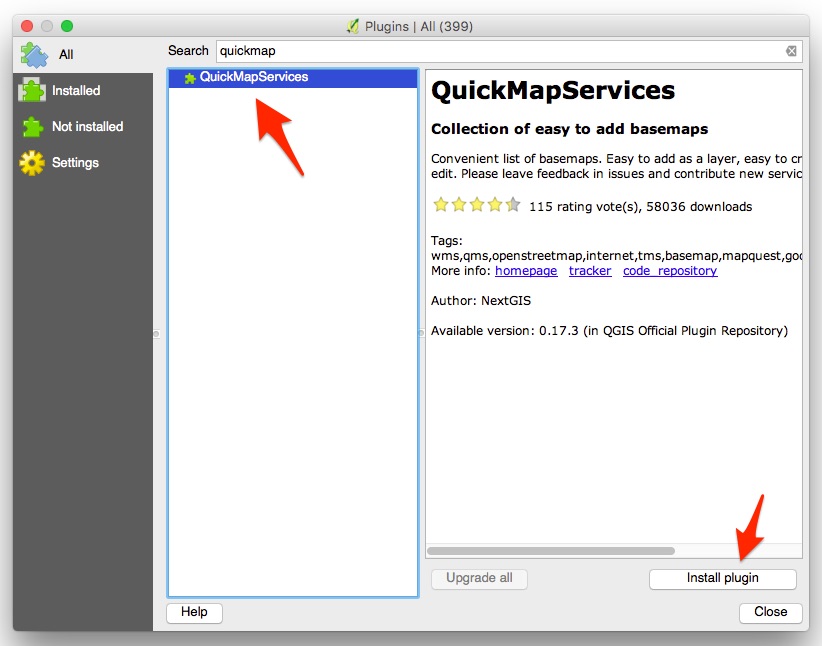 Plugins | All (399)
All
Installed
Not installed
Settings
Search quickmap
QuickMapServices
QuickMapServices
Collection of easy to add basemaps
Convenient list of basemaps. Easy to add as a layer, easy to cr
edit. Please leave feedback in issues and contribute new servic
115 rating vote(s), 58036 downloads
Tags:
wms,qms,openstreetmap,internet,tms,basemap,mapquest,goo
More info: homepage tracker code_repository
Author: NextGIS
Available version: 0.17.3 (in QGIS Official Plugin Repository)
Upgrade all
Install plugin
Help
Close